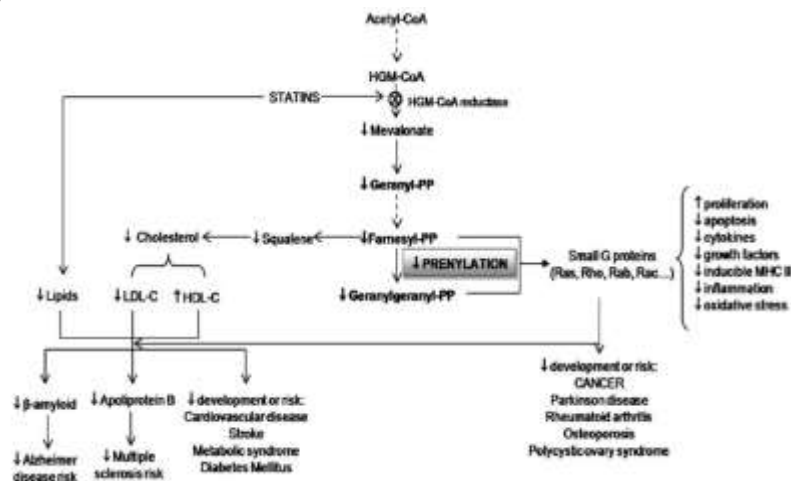 Acetyl-CoA
HGM-CoA
STATINS
HGM-CoA reductase
↓Mevalonate
↓Geranyl-PP
↓Cholesterol
↓Squalene
↓Farnesyl-PP
↓PRENYLATION
↓Geranylgeranyl-PP
Small G proteins
(Ras, Rho, Rab, Rac...)
↑proliferation
↓apoptosis
↓cytokines
↓growth factors
↓inducible MHC II
↓inflammation
↓oxidative stress
↓Lipids
↓LDL-C
↑HDL-C
↓β-amyloid
↓Alzheimer
disease risk
↓Apoliprotein B
↓Multiple
sclerosis risk
↓development or risk:
Cardiovascular disease
Stroke
Metabolic syndrome
Diabetes Mellitus
↓development or risk:
CANCER
Parkinson disease
Rheumatoid arthritis
Osteoporosis
Polycystic ovary syndrome